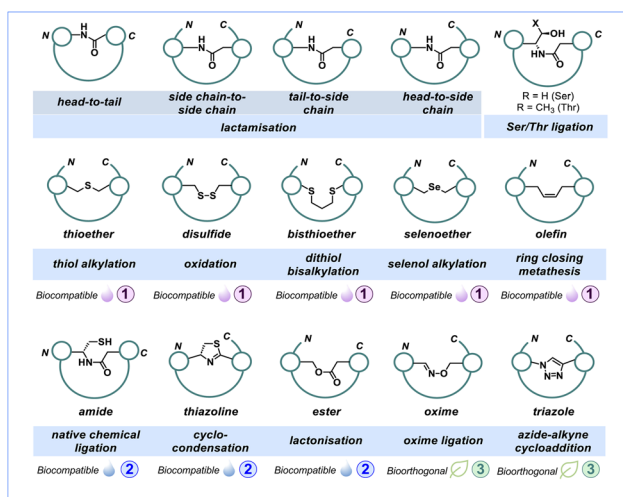 N NH O C
N C NH O
N C NH O
N C NH O
X OH N HN O C
head-to-tail
side chain-to-
side chain
tail-to-side
chain
head-to-side
chain
R = H (Ser)
R = CH₃ (Thr)
lactamisation
Ser/Thr ligation
N C S
N C S–S
N C S S
N C Se
N C
thioether
disulfide
bisthioether
selenoether
olefin
thiol alkylation
oxidation
dithiol
bisalkylation
selenol alkylation
ring closing
metathesis
Biocompatible 1
Biocompatible 1
Biocompatible 1
Biocompatible 1
Biocompatible 1
N SH HN O C
N S N C
N C O O
N C N O
N C N N=N
amide
thiazoline
ester
oxime
triazole
native chemical
ligation
cyclo-
condensation
lactonisation
oxime ligation
azide-alkyne
cycloaddition
Biocompatible 2
Biocompatible 2
Biocompatible 2
Bioorthogonal 3
Bioorthogonal 3